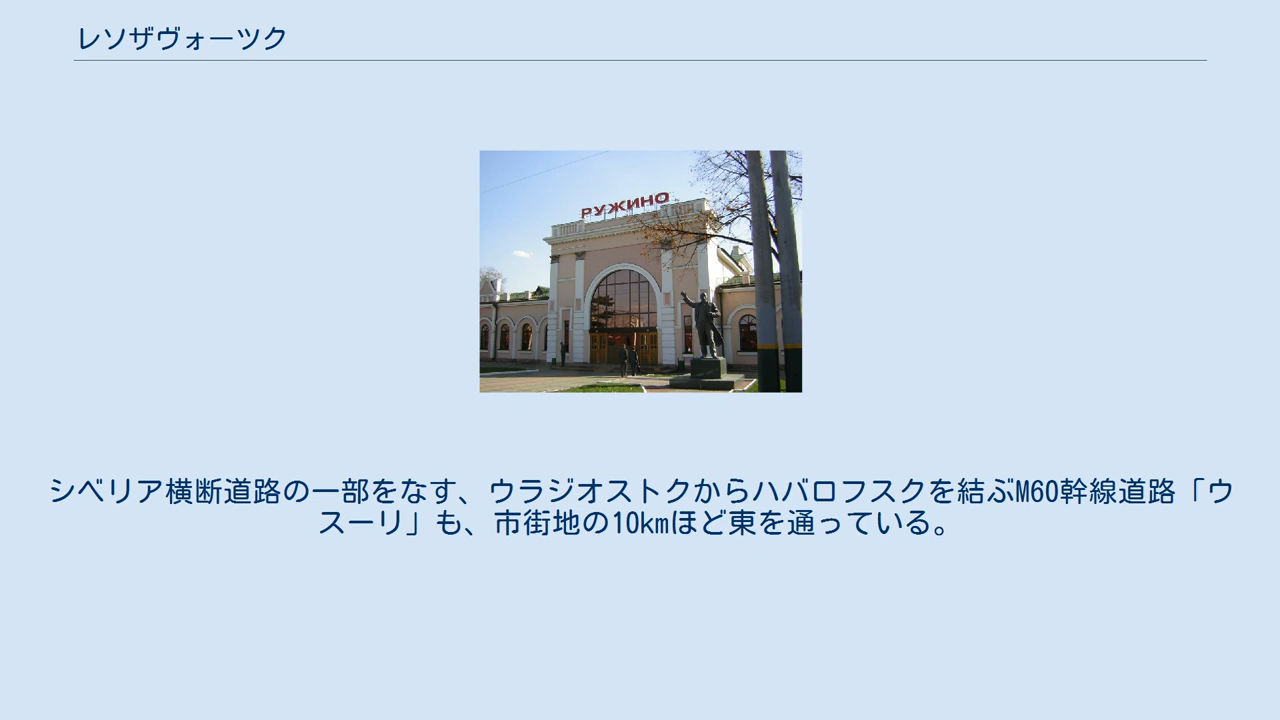 レソザヴォーツク
РУЖИНО
シベリア横断道路の一部をなす、ウラジオストクからハバロフスクを結ぶM60幹線道路「ウ
スーリ」も、市街地の10kmほど東を通っている。